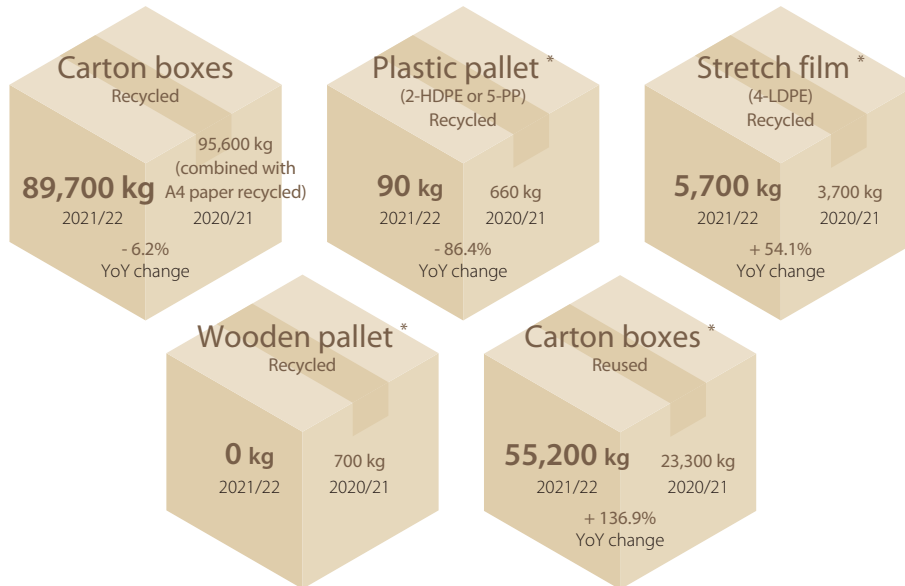 Carton boxes
Recycled
89,700 kg
2021/22
95,600 kg
(combined with
A4 paper recycled)
2020/21
- 6.2%
YoY change
Plastic pallet *
(2-HDPE or 5-PP)
Recycled
90 kg
2021/22
660 kg
2020/21
- 86.4%
YoY change
Stretch film *
(4-LDPE)
Recycled
5,700 kg
2021/22
3,700 kg
2020/21
+ 54.1%
YoY change
Wooden pallet *
Recycled
0 kg
2021/22
700 kg
2020/21
Carton boxes *
Reused
55,200 kg
2021/22
23,300 kg
2020/21
+ 136.9%
YoY change